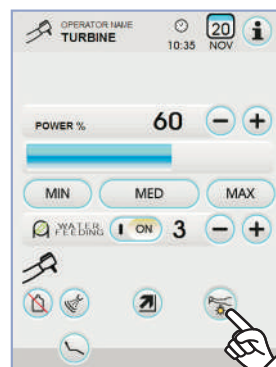 OPERATOR NAME
TURBINE
10:35
20
NOV
i
POWER %
60
− +
MIN
MED
MAX
WATER
FEEDING
I ON
3
− +